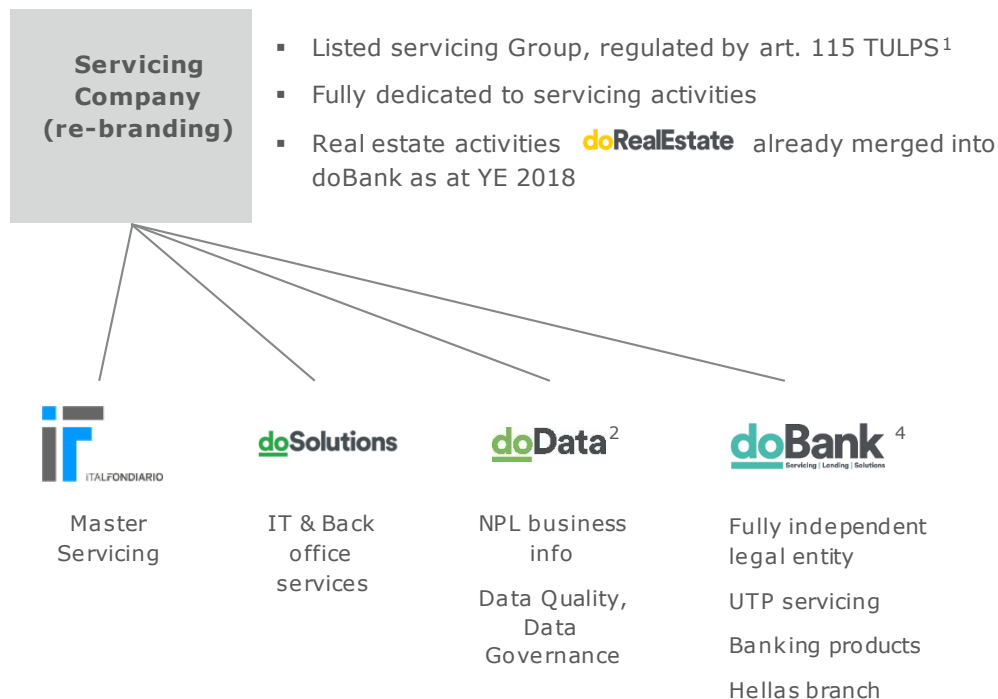 Servicing
Company
(re-branding)
▪ Listed servicing Group, regulated by art. 115 TULPS1
▪ Fully dedicated to servicing activities
▪ Real estate activities doRealEstate already merged into
doBank as at YE 2018
iTALFONDIARIO
doSolutions
doData2
doBank 4
Servicing | Lending | Solutions
Master
Servicing
IT & Back
office
services
NPL business
info
Data Quality,
Data
Governance
Fully independent
legal entity
UTP servicing
Banking products
Hellas branch